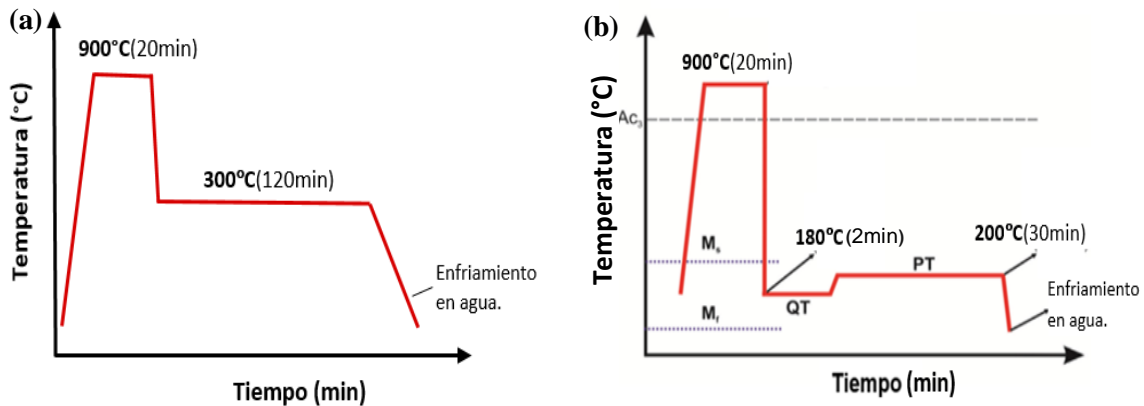 (a)
900°C(20min)
300°C(120min)
Enfriamiento
en agua.
Temperatura (°C)
Tiempo (min)
(b)
900°C(20min)
Ac₃
Mₛ
180°C(2min)
200°C(30min)
PT
QT
M_f
Enfriamiento
en agua.
Temperatura (°C)
Tiempo (min)